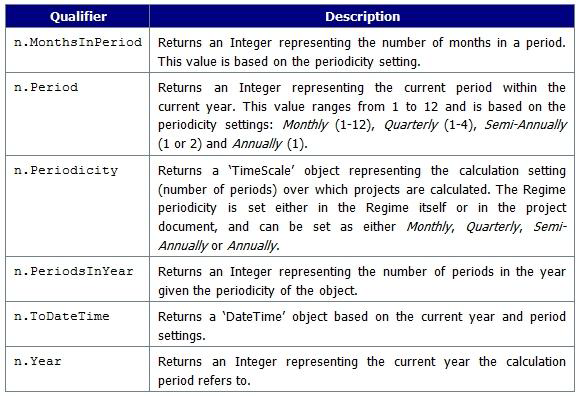 Qualifier Description
n.MonthsInPeriod Returns an Integer representing the number of months in a period.
This value is based on the periodicity setting.
n.Period Returns an Integer representing the current period within the
current year. This value ranges from 1 to 12 and is based on the
periodicity settings: Monthly (1-12), Quarterly (1-4), Semi-Annually
(1 or 2) and Annually (1).
n.Periodicity Returns a ‘TimeScale’ object representing the calculation setting
(number of periods) over which projects are calculated. The Regime
periodicity is set either in the Regime itself or in the project
document, and can be set as either Monthly, Quarterly, Semi-
Annually or Annually.
n.PeriodsInYear Returns an Integer representing the number of periods in the year
given the periodicity of the object.
n.ToDateTime Returns a ‘DateTime’ object based on the current year and period
settings.
n.Year Returns an Integer representing the current year the calculation
period refers to.